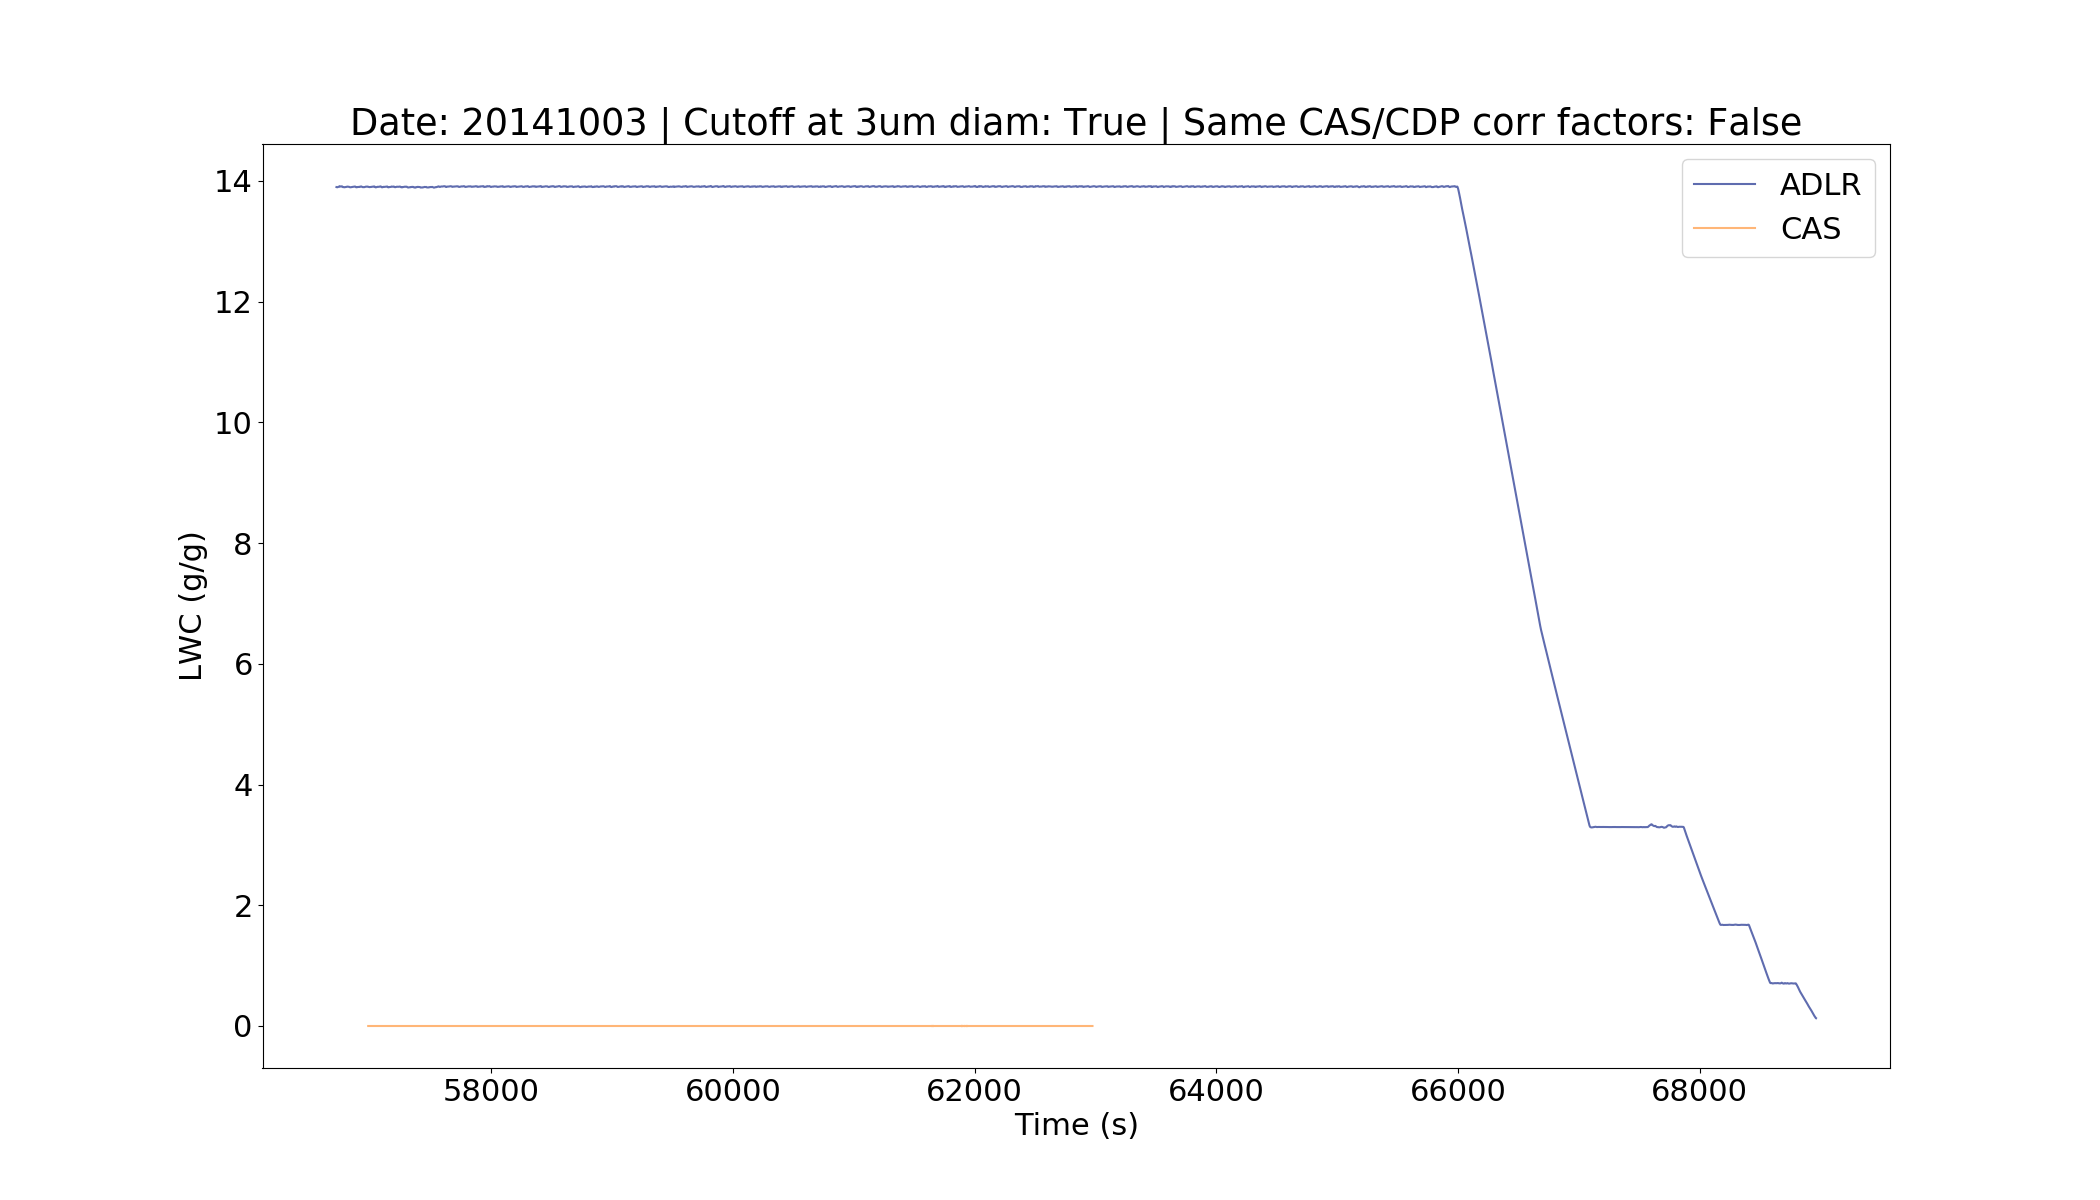 Date: 20141003 | Cutoff at 3um diam: True | Same CAS/CDP corr factors: False
ADLR
CAS
14
12
10
8
6
4
2
0
LWC (g/g)
58000 60000 62000 64000 66000 68000
Time (s)